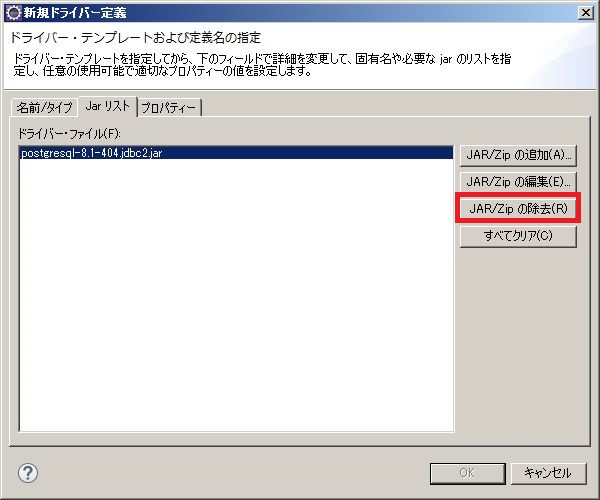 新規ドライバー定義
ドライバー・テンプレートおよび定義名の指定
ドライバー・テンプレートを指定してから、下のフィールドで詳細を変更して、固有名や必要な jar のリストを指
定し、任意の使用可能で適切なプロパティーの値を設定します。
名前/タイプ Jar リスト プロパティー
ドライバー・ファイル(F):
postgresql-8.1-404.jdbc2.jar
JAR/Zip の追加(A)...
JAR/Zip の編集(E)...
JAR/Zip の除去(R)
すべてクリア(C)
OK キャンセル